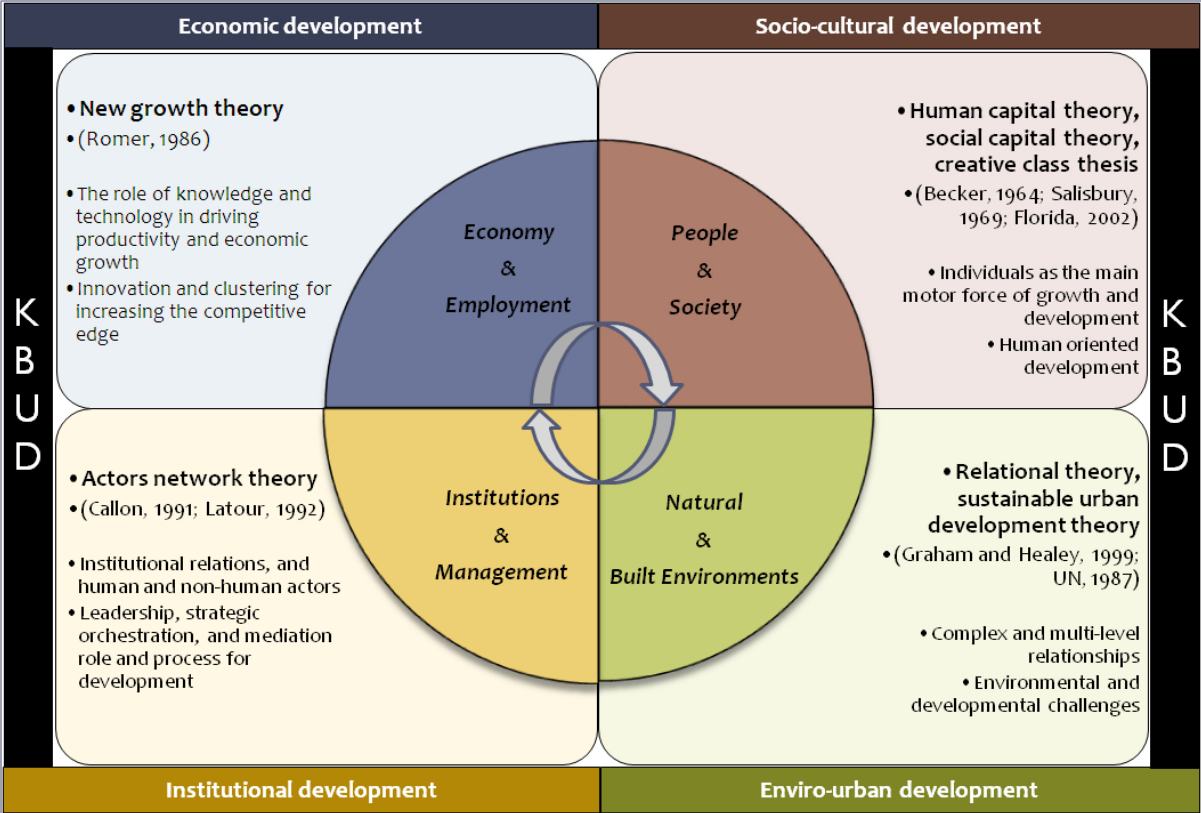 Economic development
Socio-cultural development
K
B
U
D
• New growth theory
• (Romer, 1986)
• The role of knowledge and
technology in driving
productivity and economic
growth
• Innovation and clustering for
increasing the competitive
edge
Economy
&
Employment
People
&
Society
• Human capital theory,
social capital theory,
creative class thesis
• (Becker, 1964; Salisbury,
1969; Florida, 2002)
• Individuals as the main
motor force of growth and
development
• Human oriented
development
K
B
U
D
• Actors network theory
• (Callon, 1991; Latour, 1992)
• Institutional relations, and
human and non-human actors
• Leadership, strategic
orchestration, and mediation
role and process for
development
Institutions
&
Management
Natural
&
Built Environments
• Relational theory,
sustainable urban
development theory
• (Graham and Healey, 1999;
UN, 1987)
• Complex and multi-level
relationships
• Environmental and
developmental challenges
Institutional development
Enviro-urban development